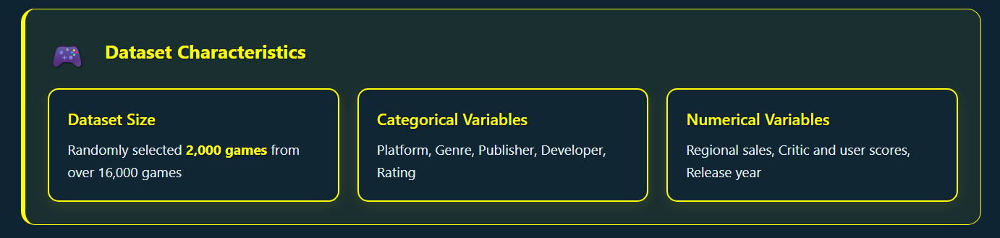 Dataset Characteristics
Dataset Size
Randomly selected 2,000 games from
over 16,000 games
Categorical Variables
Platform, Genre, Publisher, Developer,
Rating
Numerical Variables
Regional sales, Critic and user scores,
Release year